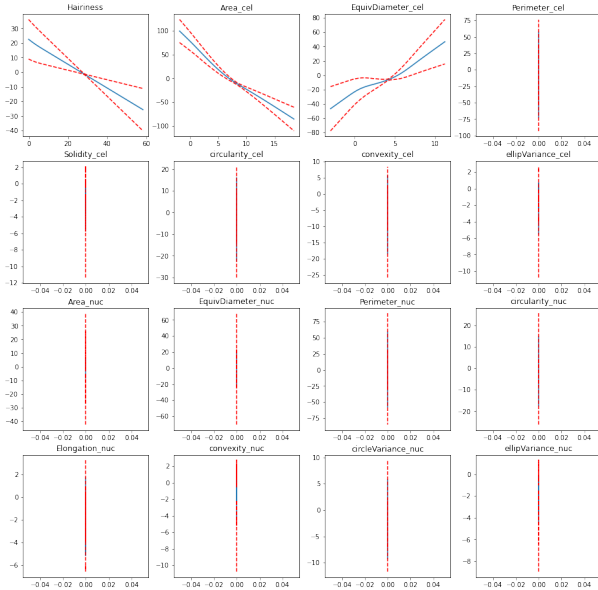 Hairiness Area_cel EquivDiameter_cel Perimeter_cel
30 20 10 0 −10 −20 −30 −40
100 50 0 −50 −100
80 60 40 20 0 −20 −40 −60 −80
75 50 25 0 −25 −50 −75 −100
0 20 40 60
0 5 10 15
0 5 10
−0.04 −0.02 0.00 0.02 0.04
Solidity_cel circularity_cel convexity_cel ellipVariance_cel
2 0 −2 −4 −6 −8 −10 −12
20 10 0 −10 −20 −30
10 5 0 −5 −10 −15 −20 −25
2 0 −2 −4 −6 −8 −10
−0.04 −0.02 0.00 0.02 0.04
−0.04 −0.02 0.00 0.02 0.04
−0.04 −0.02 0.00 0.02 0.04
−0.04 −0.02 0.00 0.02 0.04
Area_nuc EquivDiameter_nuc Perimeter_nuc circularity_nuc
40 30 20 10 0 −10 −20 −30 −40
60 40 20 0 −20 −40 −60
75 50 25 0 −25 −50 −75
20 10 0 −10 −20
−0.04 −0.02 0.00 0.02 0.04
−0.04 −0.02 0.00 0.02 0.04
−0.04 −0.02 0.00 0.02 0.04
−0.04 −0.02 0.00 0.02 0.04
Elongation_nuc convexity_nuc circleVariance_nuc ellipVariance_nuc
2 0 −2 −4 −6
2 0 −2 −4 −6 −8 −10
10 5 0 −5 −10
0 −2 −4 −6 −8
−0.04 −0.02 0.00 0.02 0.04
−0.04 −0.02 0.00 0.02 0.04
−0.04 −0.02 0.00 0.02 0.04
−0.04 −0.02 0.00 0.02 0.04